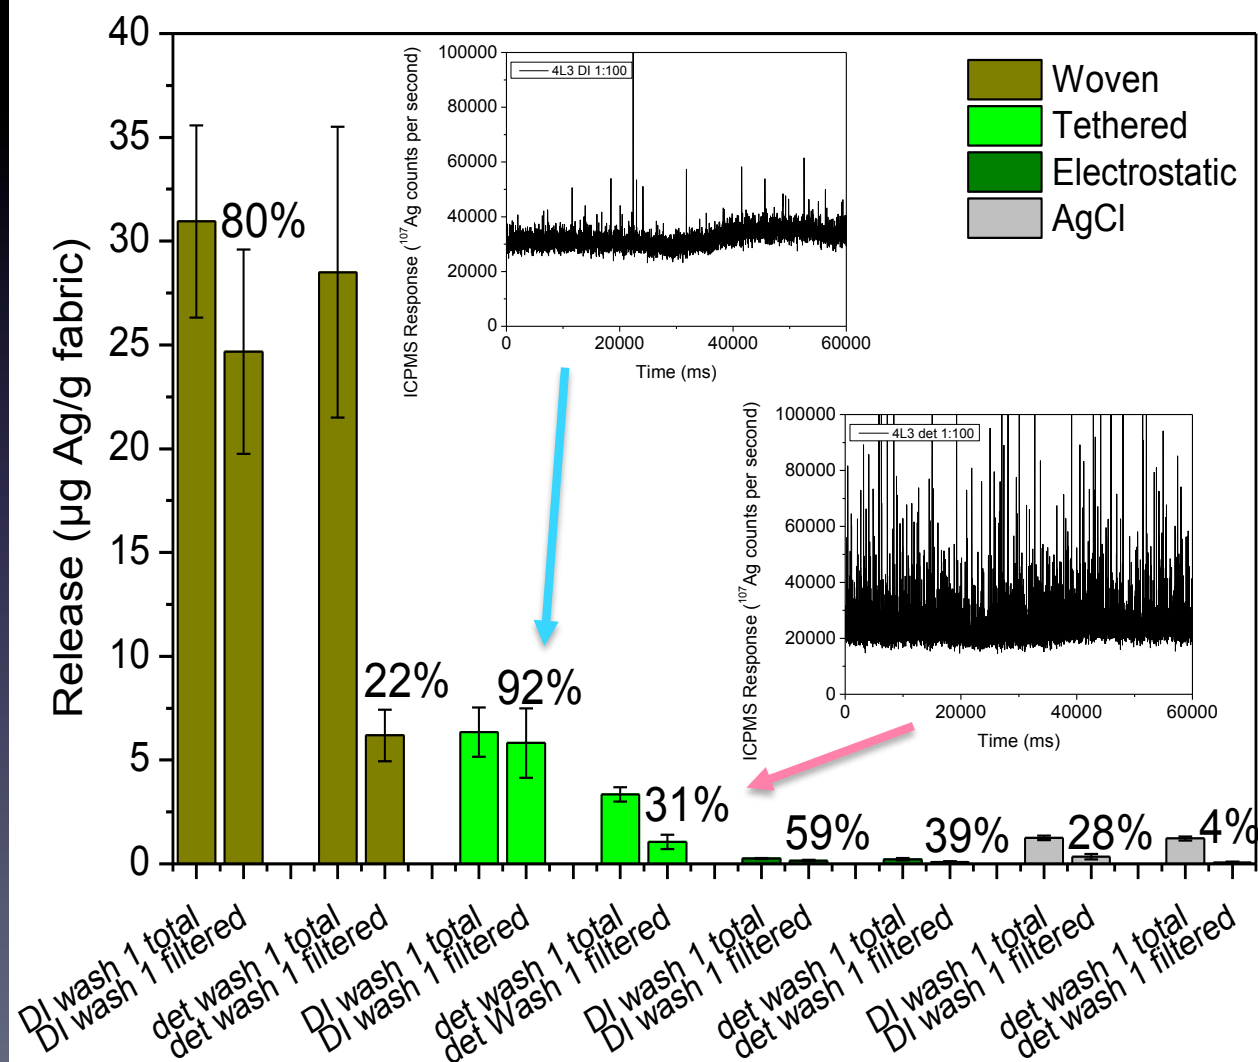 40
35
30
25
20
15
10
5
0
Release (µg Ag/g fabric)
80%
22%
92%
31%
59%
39%
28%
4%
Woven
Tethered
Electrostatic
AgCl
100000
80000
60000
40000
20000
0
ICPMS Response (¹⁰⁷Ag counts per second)
4L3 DI 1:100
0 20000 40000 60000
Time (ms)
100000
80000
60000
40000
20000
0
ICPMS Response (¹⁰⁷Ag counts per second)
4L3 det 1:100
0 20000 40000 60000
Time (ms)
DI wash 1 total
DI wash 1 filtered
det wash 1 total
det wash 1 filtered
DI wash 1 total
DI wash 1 filtered
det wash 1 total
det Wash 1 filtered
DI wash 1 total
DI wash 1 filtered
det wash 1 total
det wash 1 filtered
DI wash 1 total
DI wash 1 filtered
det wash 1 total
det wash 1 filtered